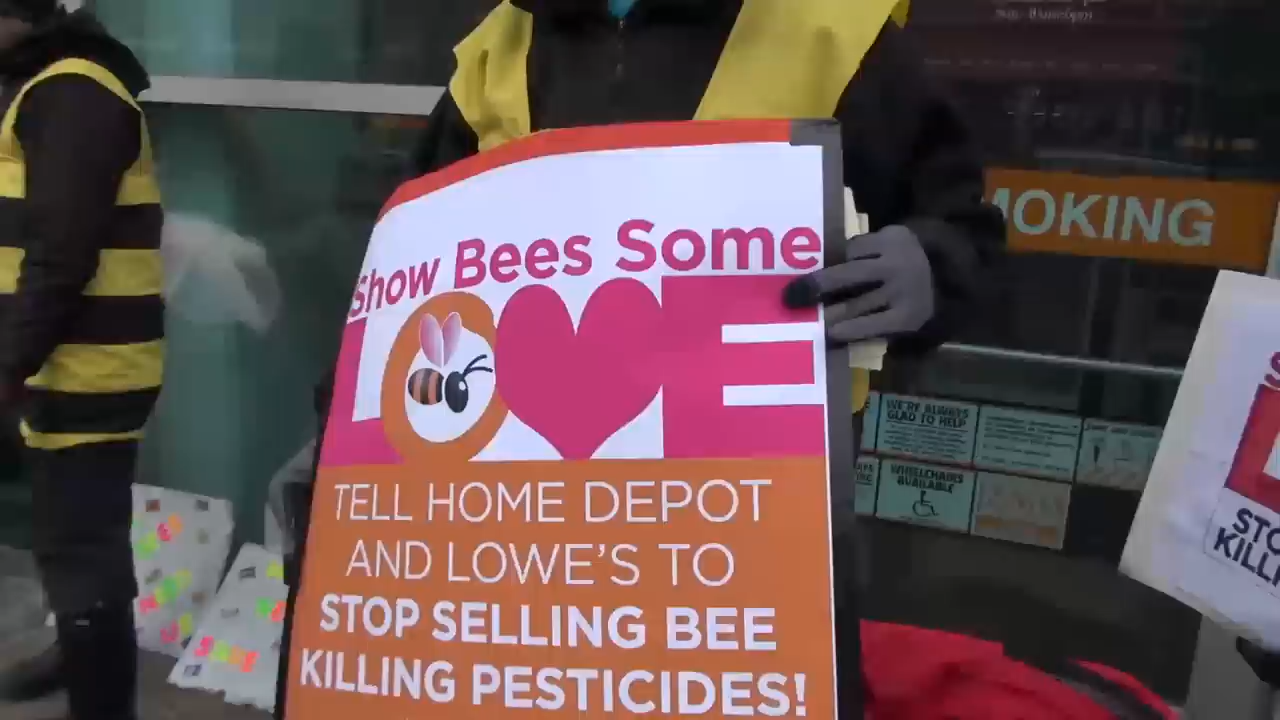 Show Bees Some
LOVE
TELL HOME DEPOT
AND LOWE'S TO
STOP SELLING BEE
KILLING PESTICIDES!
MOKING
WE'RE ALWAYS
GLAD TO HELP
WHEELCHAIRS
AVAILABLE
STO
KILL